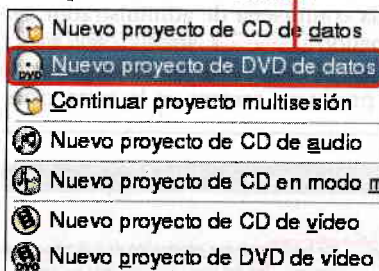 Nuevo proyecto de CD de datos
Nuevo proyecto de DVD de datos
Continuar proyecto multisesión
Nuevo proyecto de CD de audio
Nuevo proyecto de CD en modo
Nuevo proyecto de CD de vídeo
Nuevo proyecto de DVD de vídeo